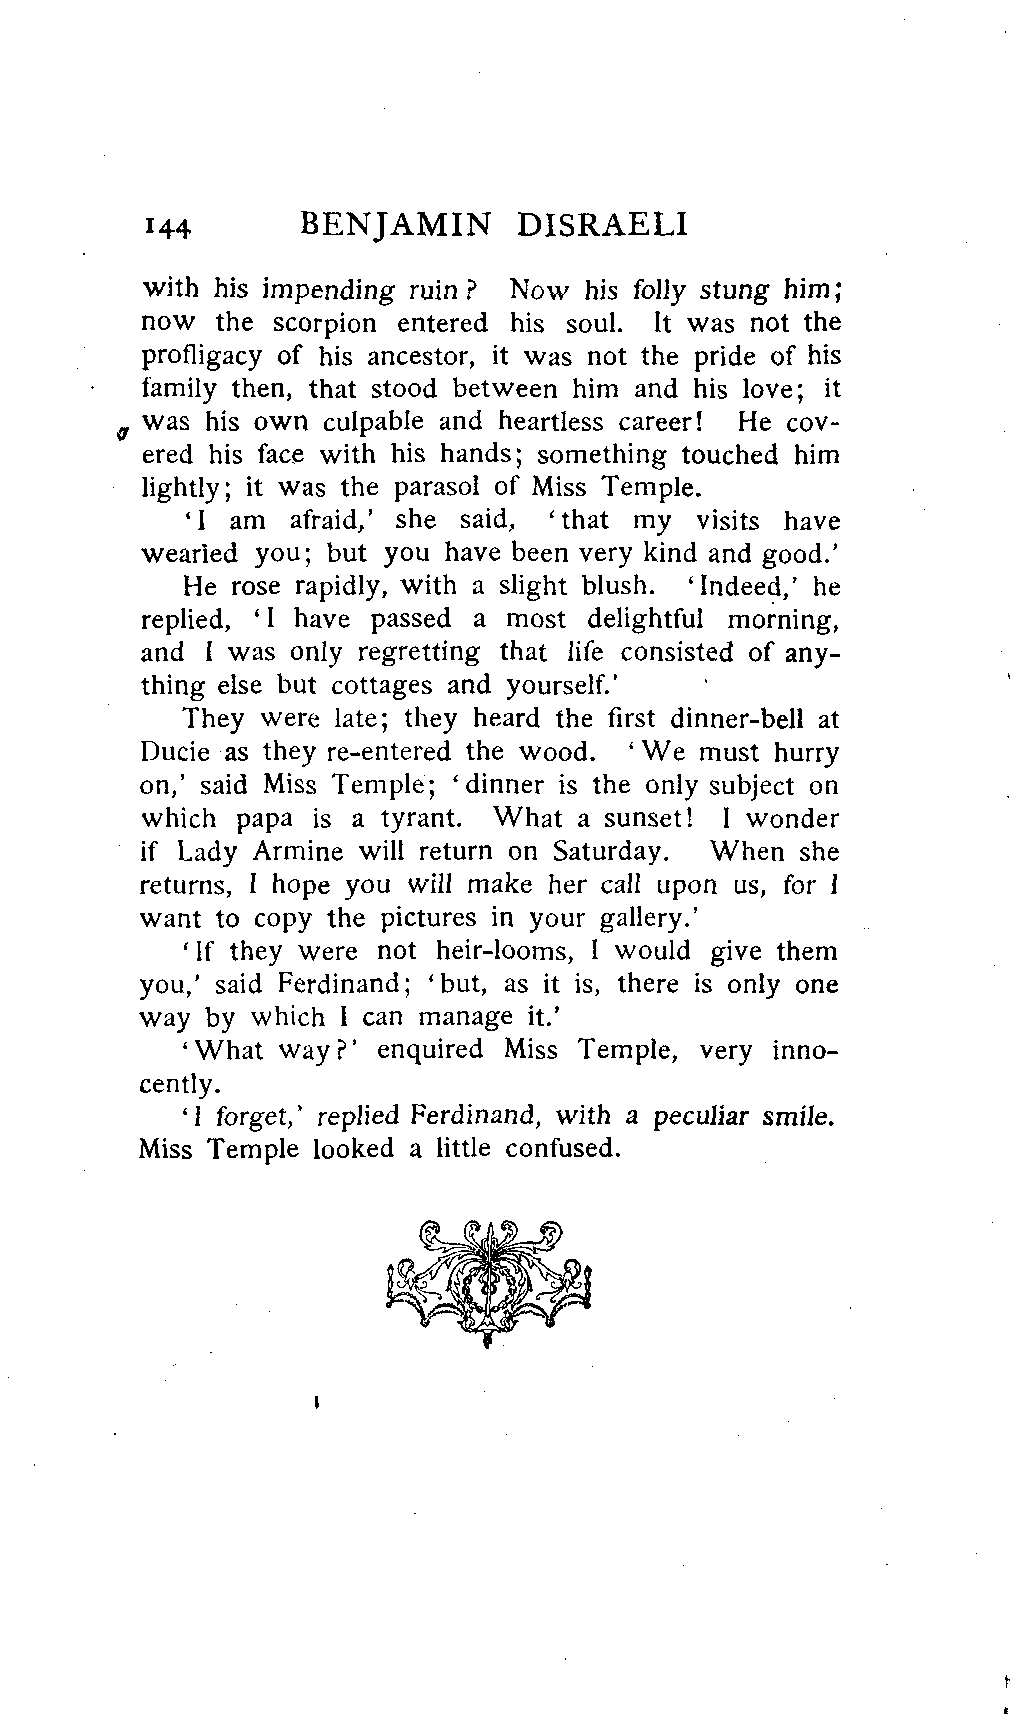 144 BENJAMIN DISRAELI
with his impending ruin? Now his folly stung him;
now the scorpion entered his soul. It was not the
profligacy of his ancestor, it was not the pride of his
family then, that stood between him and his love; it
was his own culpable and heartless career! He cov-
ered his face with his hands; something touched him
lightly; it was the parasol of Miss Temple.
'I am afraid,' she said, 'that my visits have
wearied you; but you have been very kind and good.'
He rose rapidly, with a slight blush. 'Indeed,' he
replied, 'I have passed a most delightful morning,
and I was only regretting that life consisted of any-
thing else but cottages and yourself.'
They were late; they heard the first dinner-bell at
Ducie as they re-entered the wood. 'We must hurry
on,' said Miss Temple; 'dinner is the only subject on
which papa is a tyrant. What a sunset! I wonder
if Lady Armine will return on Saturday. When she
returns, I hope you will make her call upon us, for I
want to copy the pictures in your gallery.'
'If they were not heir-looms, I would give them
you,' said Ferdinand; 'but, as it is, there is only one
way by which I can manage it.'
'What way?' enquired Miss Temple, very inno-
cently.
'I forget,' replied Ferdinand, with a peculiar smile.
Miss Temple looked a little confused.